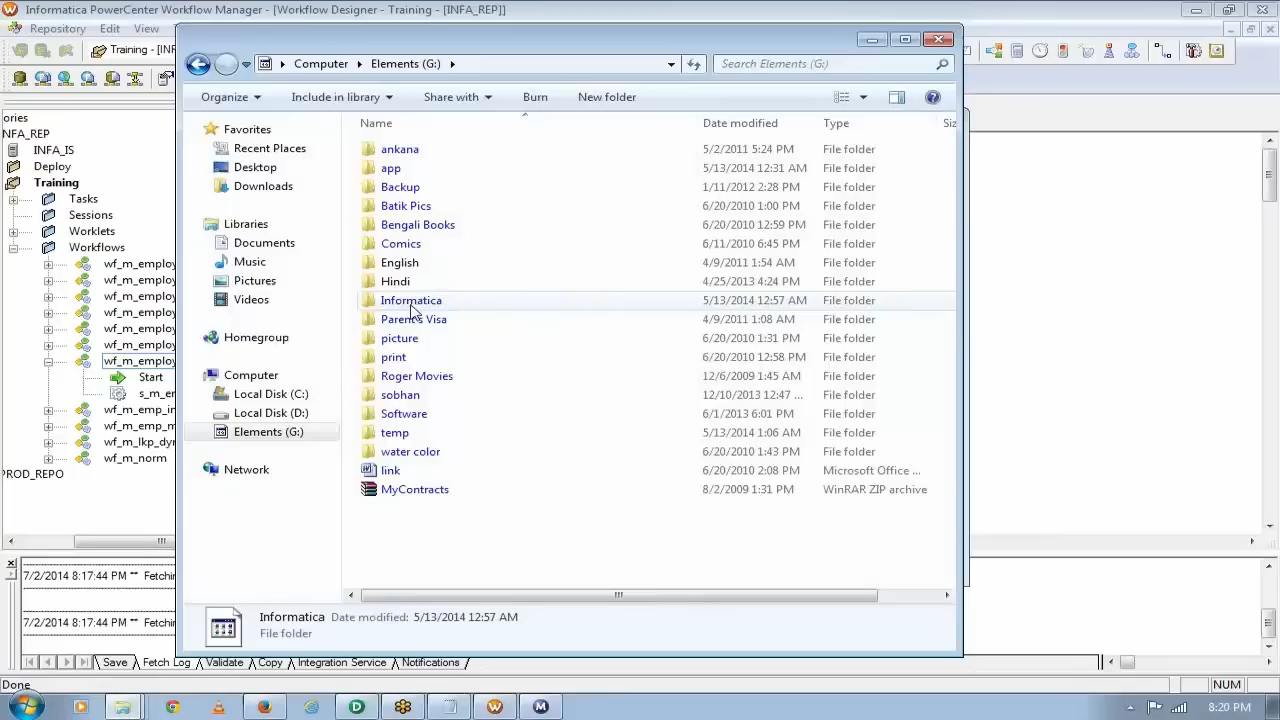 Informatica PowerCenter Workflow Manager - [Workflow Designer - Training - [INFA_REP]]
Repository Edit View
Training - [INF
Computer Elements (G:) Search Elements (G:)
Organize Include in library Share with Burn New folder
Name Date modified Type Siz
ories
NFA_REP
INFA_IS
Deploy
Training
Tasks
Sessions
Worklets
Workflows
wf_m_employ
wf_m_employ
wf_m_employ
wf_m_employ
wf_m_employ
wf_m_employ
wf_m_employ
Start
s_m_en
wf_m_emp_in
wf_m_emp_m
wf_m_lkp_dyn
wf_m_norm
PROD_REPO
Favorites
Recent Places
Desktop
Downloads
Libraries
Documents
Music
Pictures
Videos
Homegroup
Computer
Local Disk (C:)
Local Disk (D:)
Elements (G:)
Network
ankana 5/2/2011 5:24 PM File folder
app 5/13/2014 12:31 AM File folder
Backup 1/11/2012 2:28 PM File folder
Batik Pics 6/20/2010 1:00 PM File folder
Bengali Books 6/20/2010 12:59 PM File folder
Comics 6/11/2010 6:45 PM File folder
English 4/9/2011 1:54 AM File folder
Hindi 4/25/2013 4:24 PM File folder
Informatica 5/13/2014 12:57 AM File folder
Parents Visa 4/9/2011 1:08 AM File folder
picture 6/20/2010 1:31 PM File folder
print 6/20/2010 12:58 PM File folder
Roger Movies 12/6/2009 1:45 AM File folder
sobhan 12/10/2013 12:47 ... File folder
Software 6/1/2013 6:01 PM File folder
temp 5/13/2014 1:06 AM File folder
water color 6/20/2010 1:43 PM File folder
link 6/20/2010 2:08 PM Microsoft Office ...
MyContracts 8/2/2009 1:31 PM WinRAR ZIP archive
Informatica Date modified: 5/13/2014 12:57 AM
File folder
7/2/2014 8:17:44 PM ** Fetchin
7/2/2014 8:17:44 PM ** Fetchin
Save Fetch Log Validate Copy Integration Service Notifications
Done NUM
8:20 PM